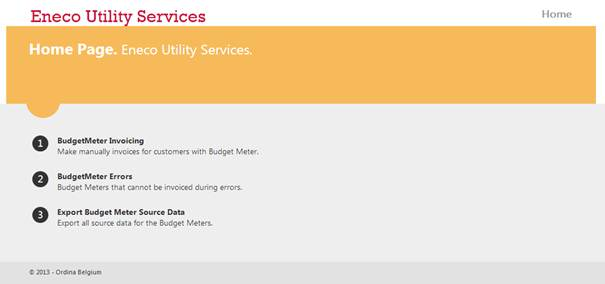 Eneco Utility Services
Home
Home Page. Eneco Utility Services.
1 BudgetMeter Invoicing
Make manually invoices for customers with Budget Meter.
2 BudgetMeter Errors
Budget Meters that cannot be invoiced during errors.
3 Export Budget Meter Source Data
Export all source data for the Budget Meters.
© 2013 - Ordina Belgium